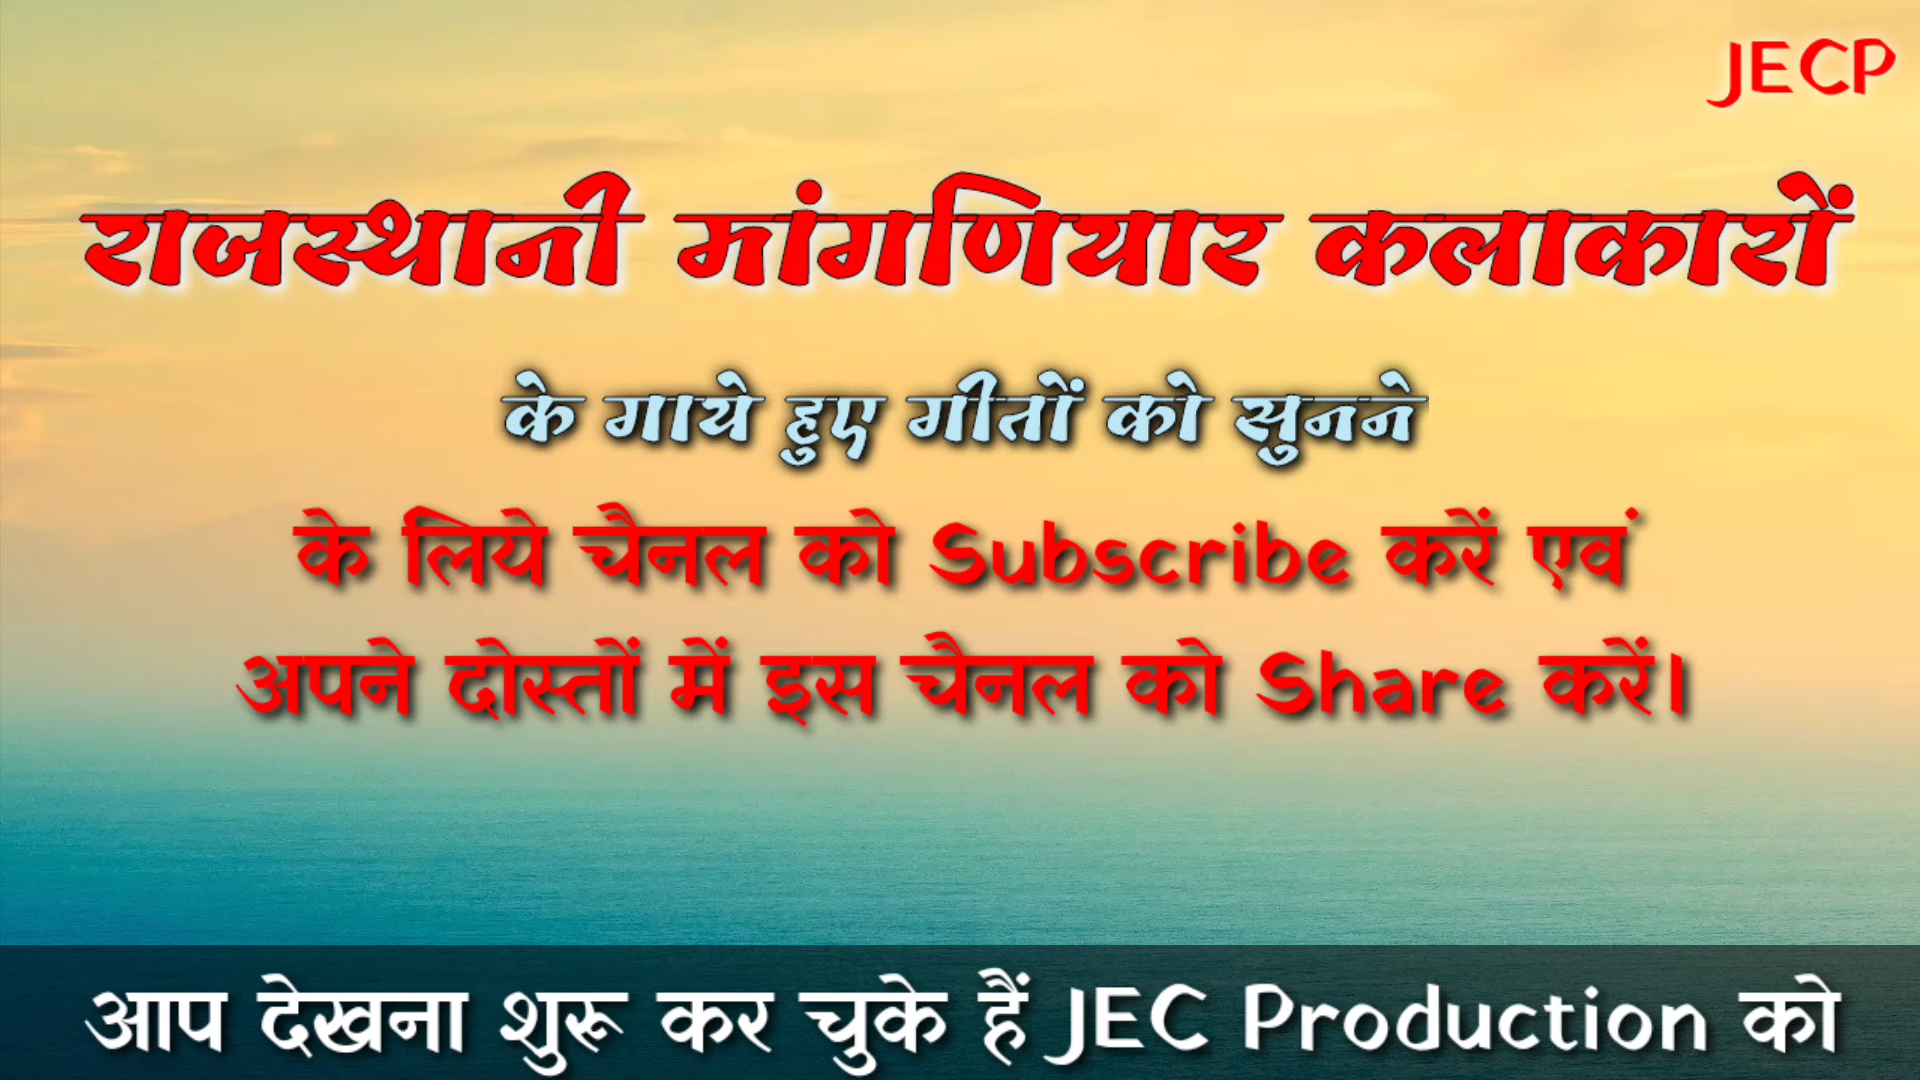 JECP
राजस्थानी मांगणियार कलाकारों
के गाये हुए गीतों को सुनने
के लिये चैनल को Subscribe करें एवं
अपने दोस्तों में इस चैनल को Share करें।
आप देखना शुरू कर चुके हैं JEC Production को